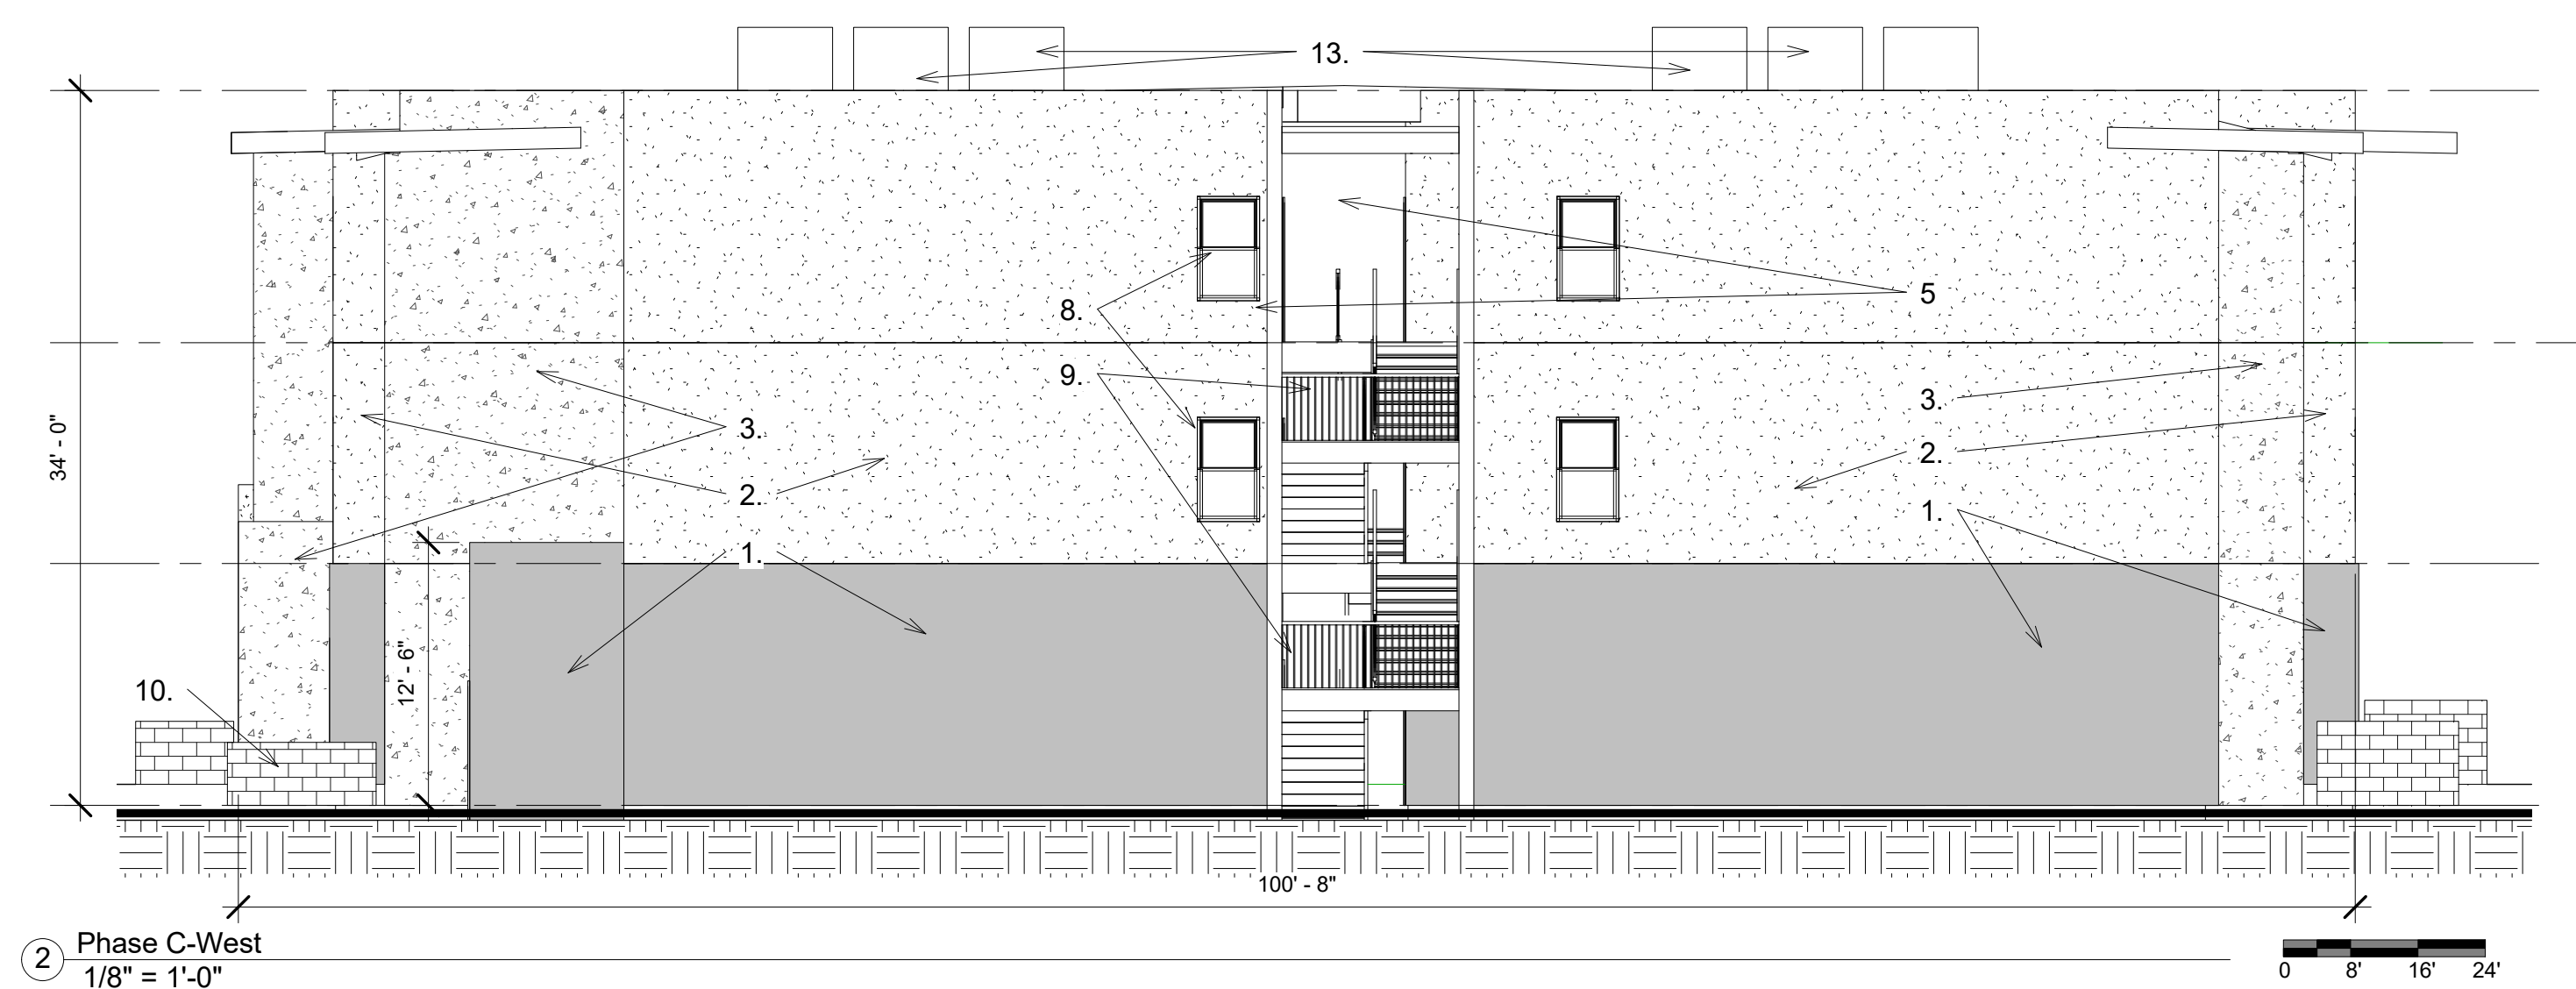 13.
8.
5
9.
3.
3.
2.
2.
1.
1.
34' - 0"
12' - 6"
10.
100' - 8"
2
Phase C-West
1/8" = 1'-0"
0 8' 16' 24'